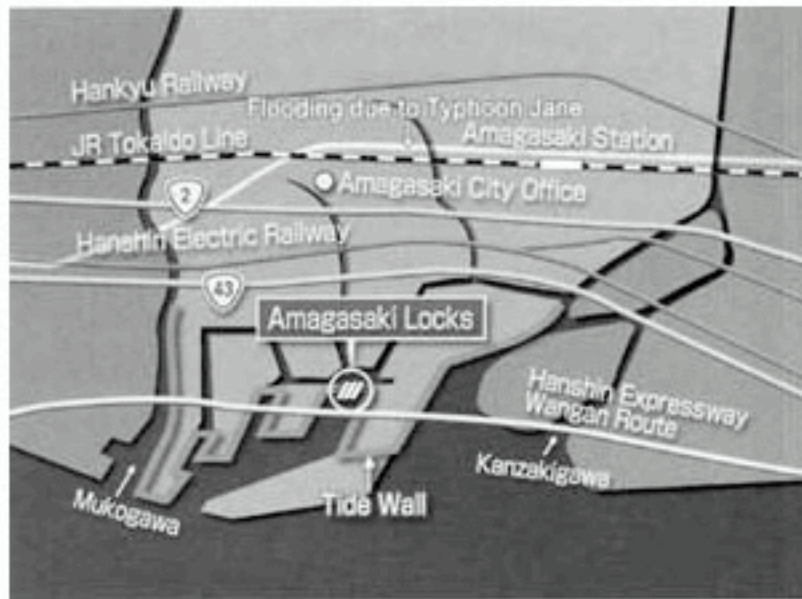 Hankyu Railway
Flooding due to Typhoon Jane
JR Tokaido Line
Amagasaki Station
2
Amagasaki City Office
Hanshin Electric Railway
43
Amagasaki Locks
Hanshin Expressway
Wangan Route
Kanzakigawa
Mukogawa
Tide Wall